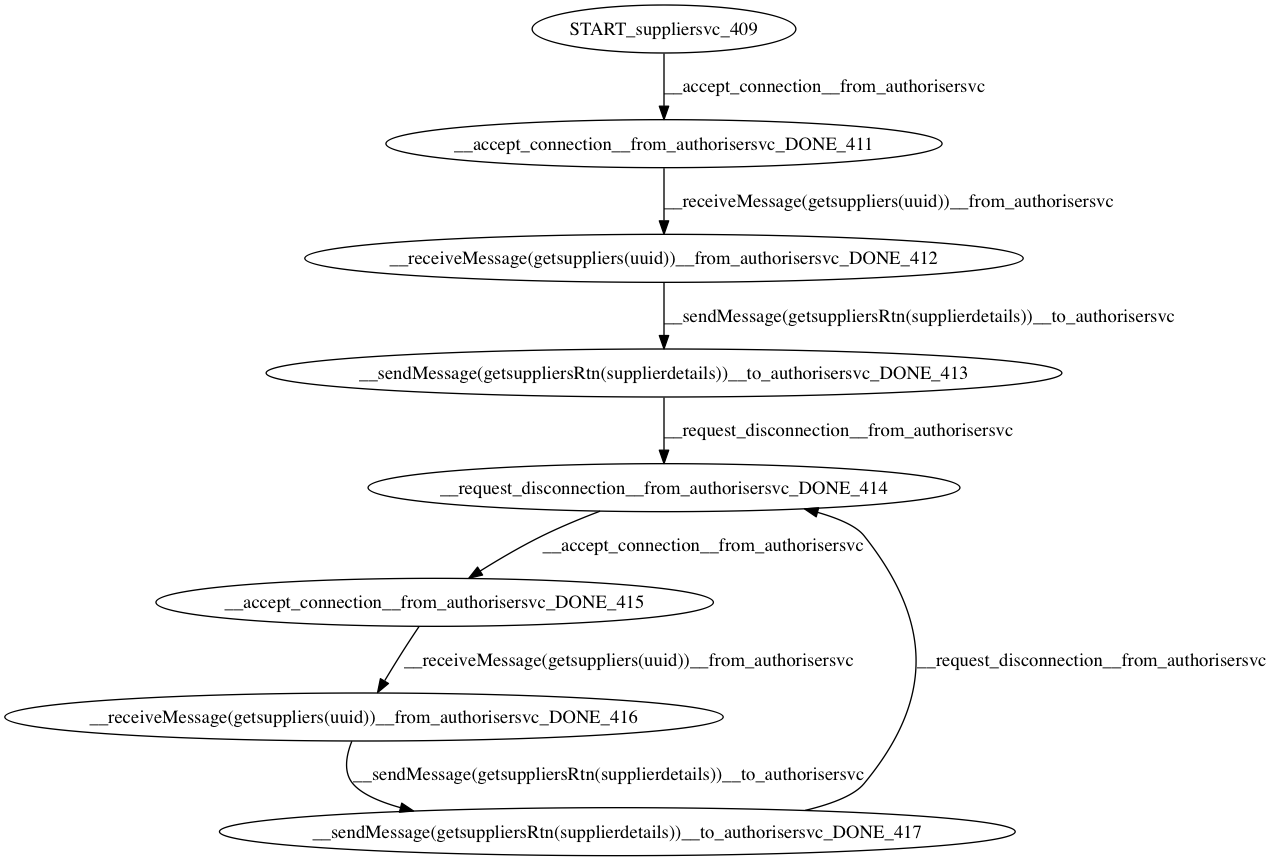 START_suppliersvc_409
__accept_connection__from_authorisersvc
__accept_connection__from_authorisersvc_DONE_411
__receiveMessage(getsuppliers(uuid))__from_authorisersvc
__receiveMessage(getsuppliers(uuid))__from_authorisersvc_DONE_412
__sendMessage(getsuppliersRtn(supplierdetails))__to_authorisersvc
__sendMessage(getsuppliersRtn(supplierdetails))__to_authorisersvc_DONE_413
__request_disconnection__from_authorisersvc
__request_disconnection__from_authorisersvc_DONE_414
__accept_connection__from_authorisersvc
__accept_connection__from_authorisersvc_DONE_415
__receiveMessage(getsuppliers(uuid))__from_authorisersvc
__request_disconnection__from_authorisersvc
__receiveMessage(getsuppliers(uuid))__from_authorisersvc_DONE_416
__sendMessage(getsuppliersRtn(supplierdetails))__to_authorisersvc
__sendMessage(getsuppliersRtn(supplierdetails))__to_authorisersvc_DONE_417